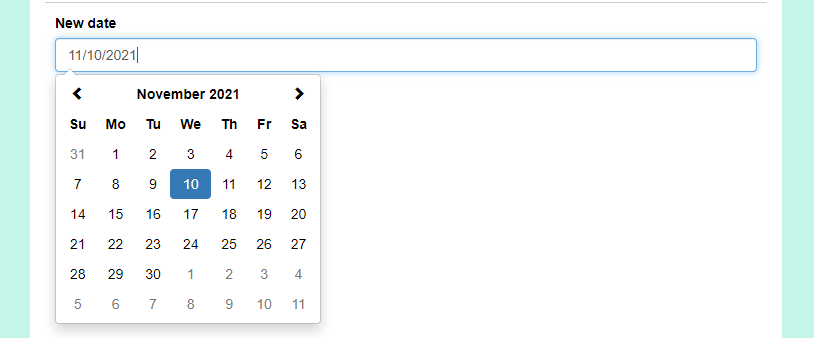 New date
11/10/2021
November 2021
Su Mo Tu We Th Fr Sa
31 1 2 3 4 5 6
7 8 9 10 11 12 13
14 15 16 17 18 19 20
21 22 23 24 25 26 27
28 29 30 1 2 3 4
5 6 7 8 9 10 11